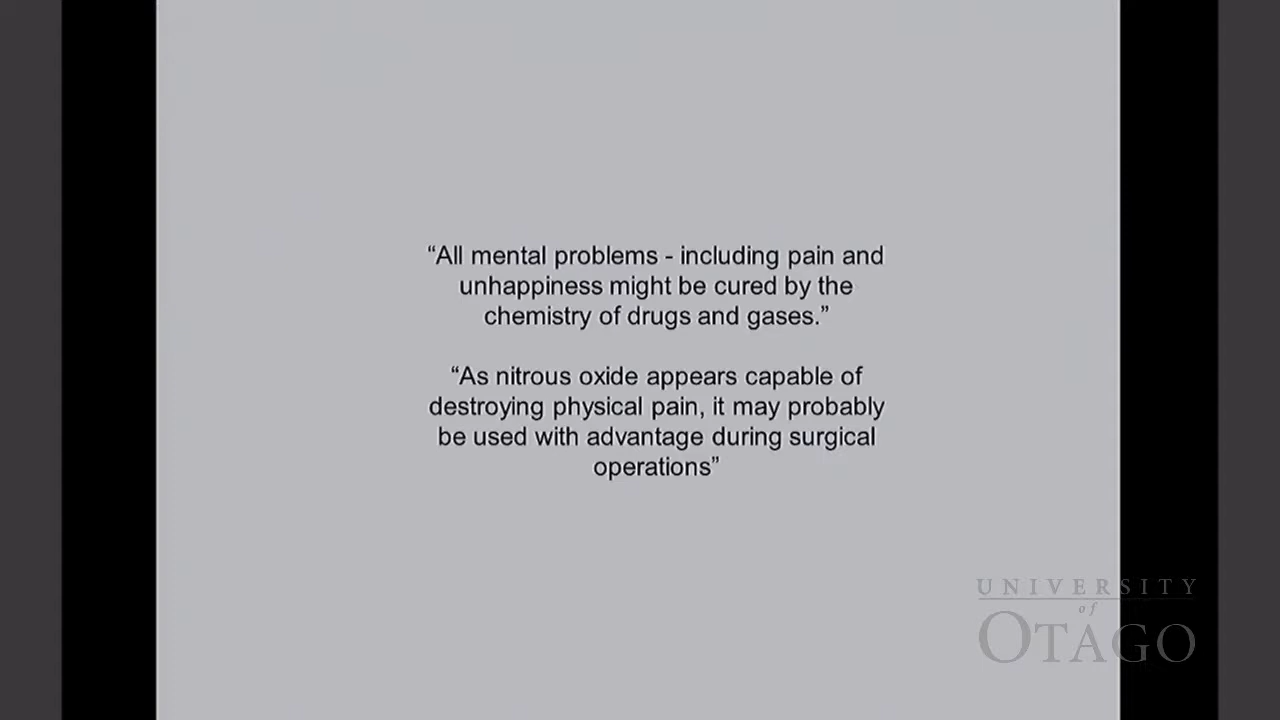 “All mental problems - including pain and
unhappiness might be cured by the
chemistry of drugs and gases.”
“As nitrous oxide appears capable of
destroying physical pain, it may probably
be used with advantage during surgical
operations”
UNIVERSITY
of
OTAGO